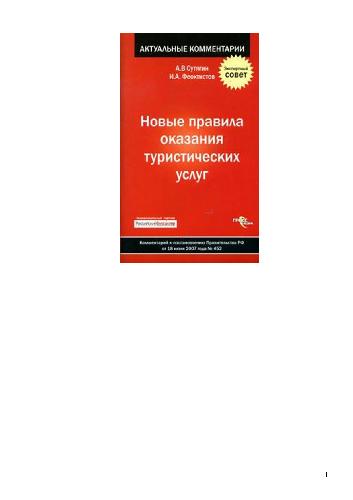 АКТУАЛЬНЫЕ КОММЕНТАРИИ
А.В Сутягин
И.А. Феоктистов
Экспертный
совет
Новые правила
оказания
туристических
услуг
Комментарий к постановлению Правительства РФ
от 18 июля 2007 года № 452